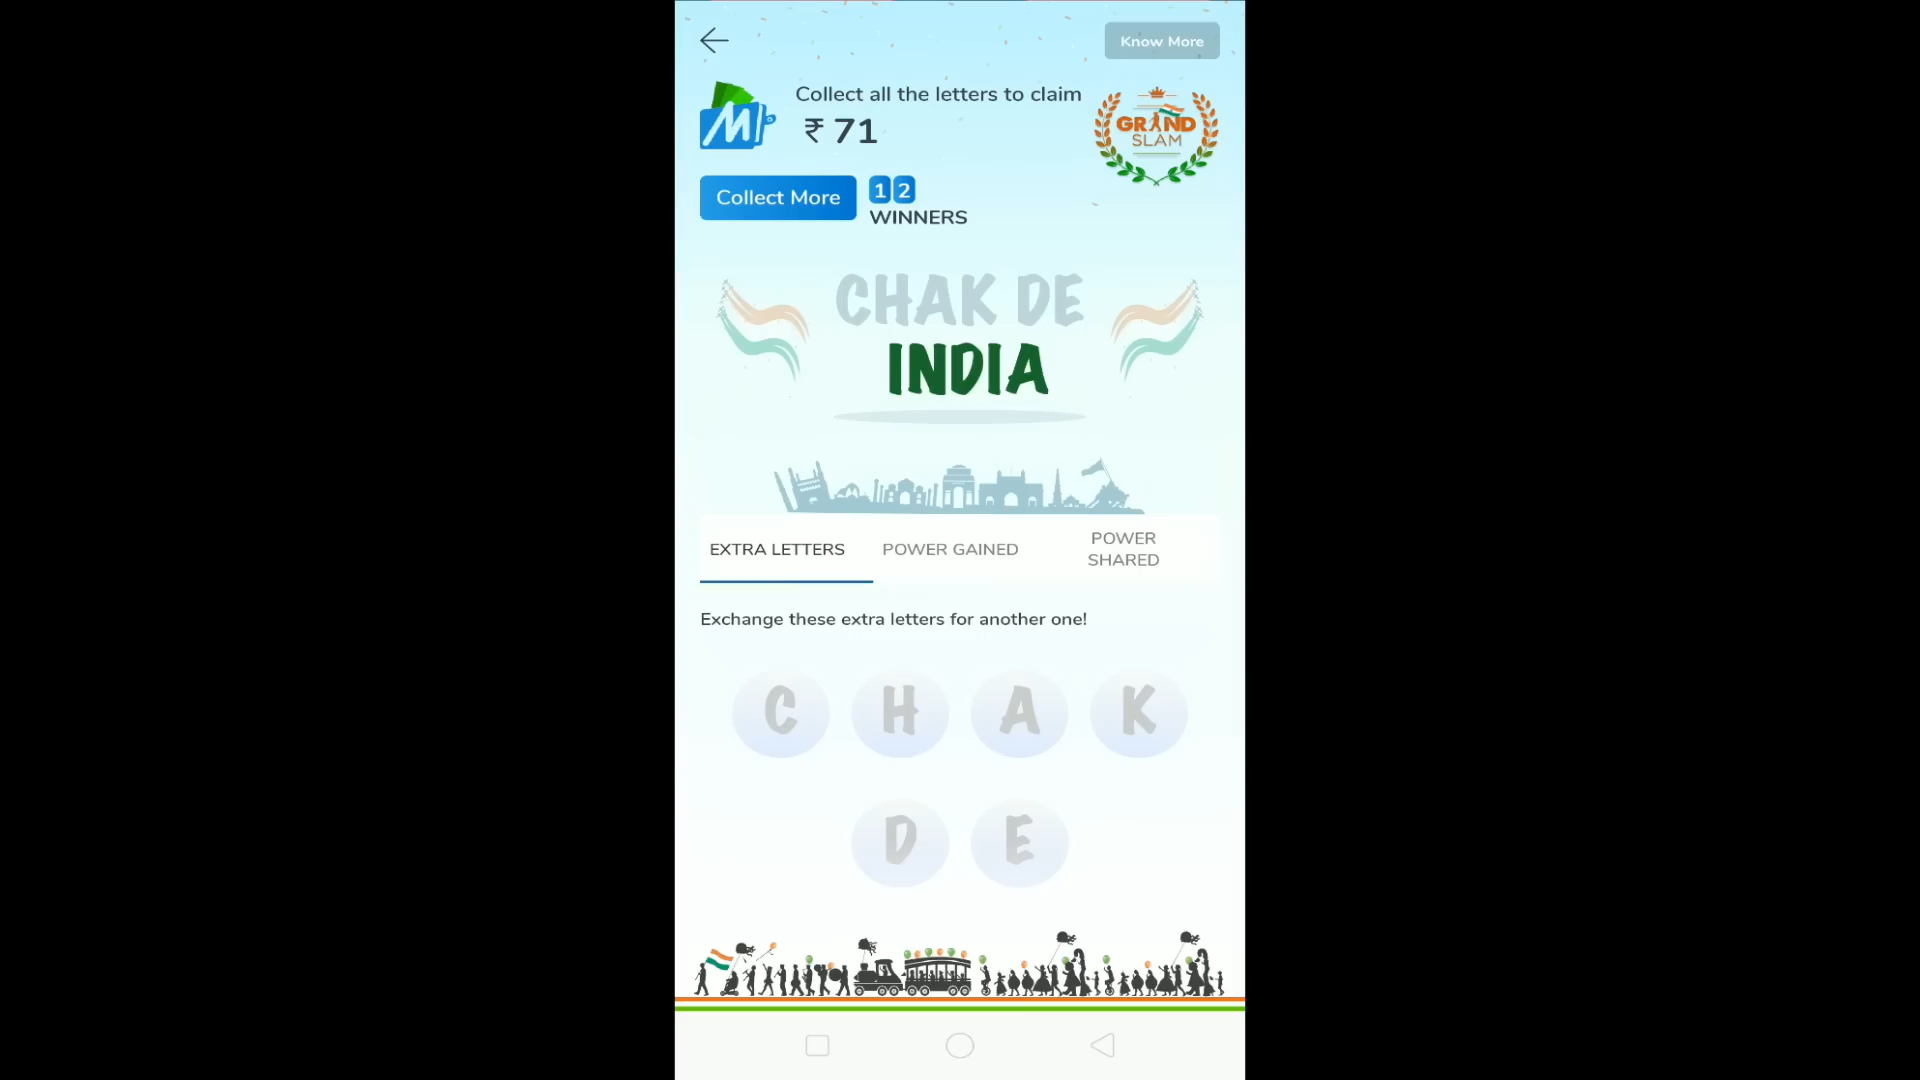 Know More
Collect all the letters to claim
₹ 71
GRAND
SLAM
Collect More
12
WINNERS
CHAK DE
INDIA
EXTRA LETTERS
POWER GAINED
POWER
SHARED
Exchange these extra letters for another one!
C H A K
D E